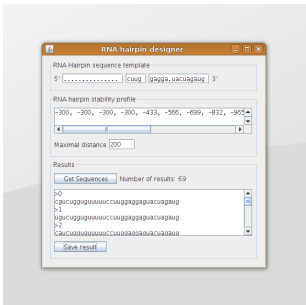 RNA hairpin designer
RNA Hairpin sequence template
5' .............. cuug gagga.uacuagaug 3'
RNA hairpin stability profile
-300, -300, -300, -300, -433, -566, -699, -832, -965
Maximal distance 200
Results
Get Sequences Number of results: 69
>0
cgucugguguuuuuccuuggaggaguacuagaug
>1
ugucugguguuuuuccuuggaggaguacuagaug
>2
Save result